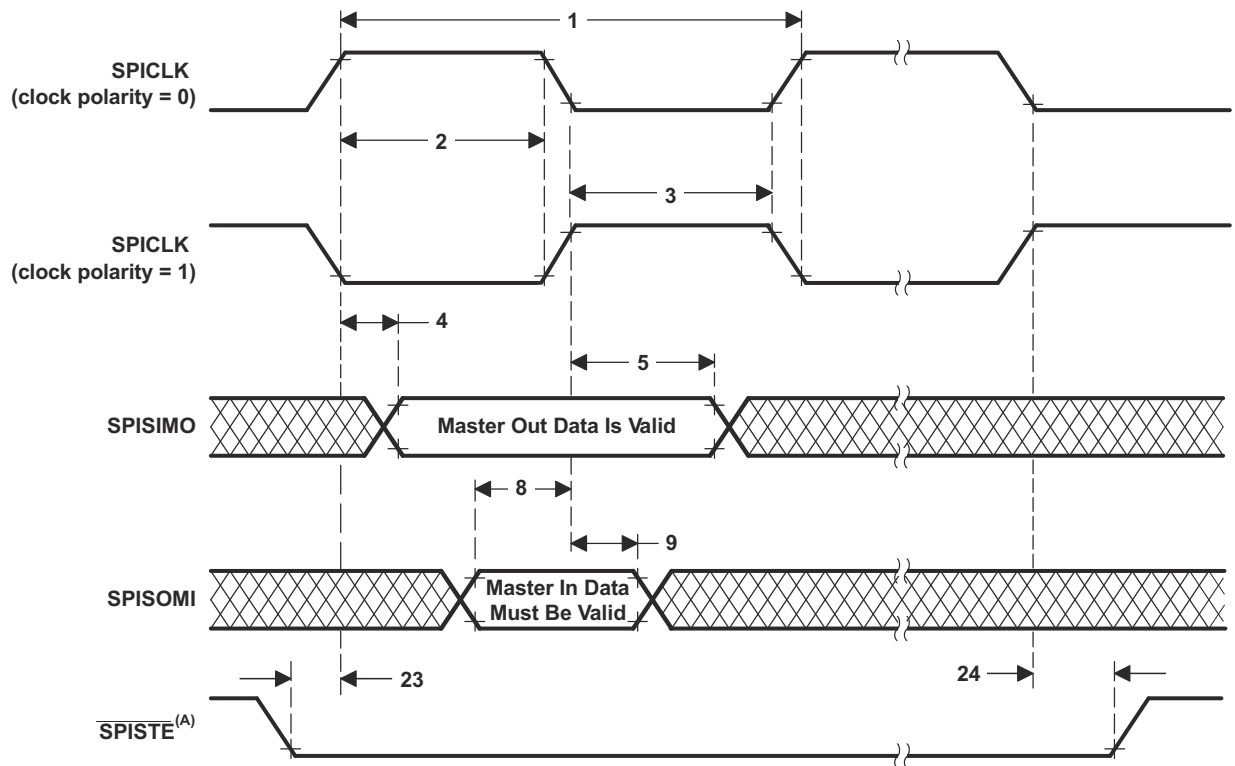 1
SPICLK
(clock polarity = 0)
2
3
SPICLK
(clock polarity = 1)
4
5
SPISIMO
Master Out Data Is Valid
8
9
SPISOMI
Master In Data
Must Be Valid
23
24
SPISTE(A)